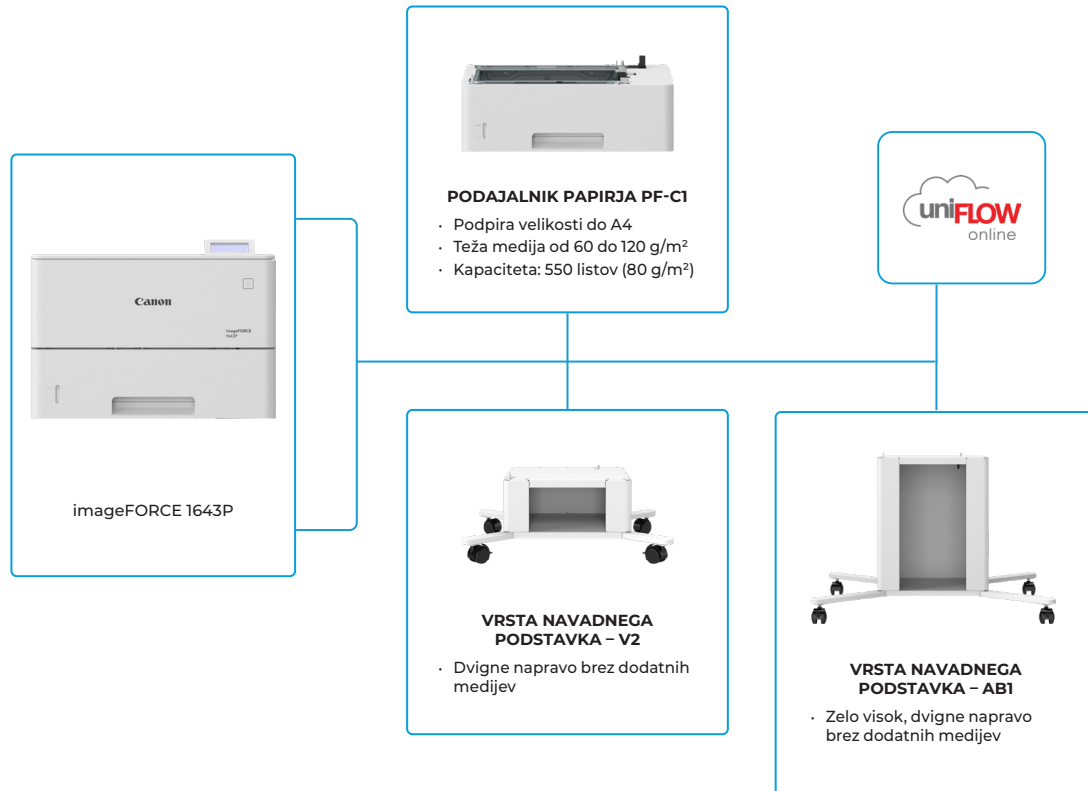 Canon
imageFORCE
1643P
imageFORCE 1643P
PODAJALNIK PAPIRJA PF-C1
· Podpira velikosti do A4
· Teža medija od 60 do 120 g/m²
· Kapaciteta: 550 listov (80 g/m²)
uniFLOW
online
VRSTA NAVADNEGA
PODSTAVKA – V2
· Dvigne napravo brez dodatnih
medijev
VRSTA NAVADNEGA
PODSTAVKA – AB1
· Zelo visok, dvigne napravo
brez dodatnih medijev